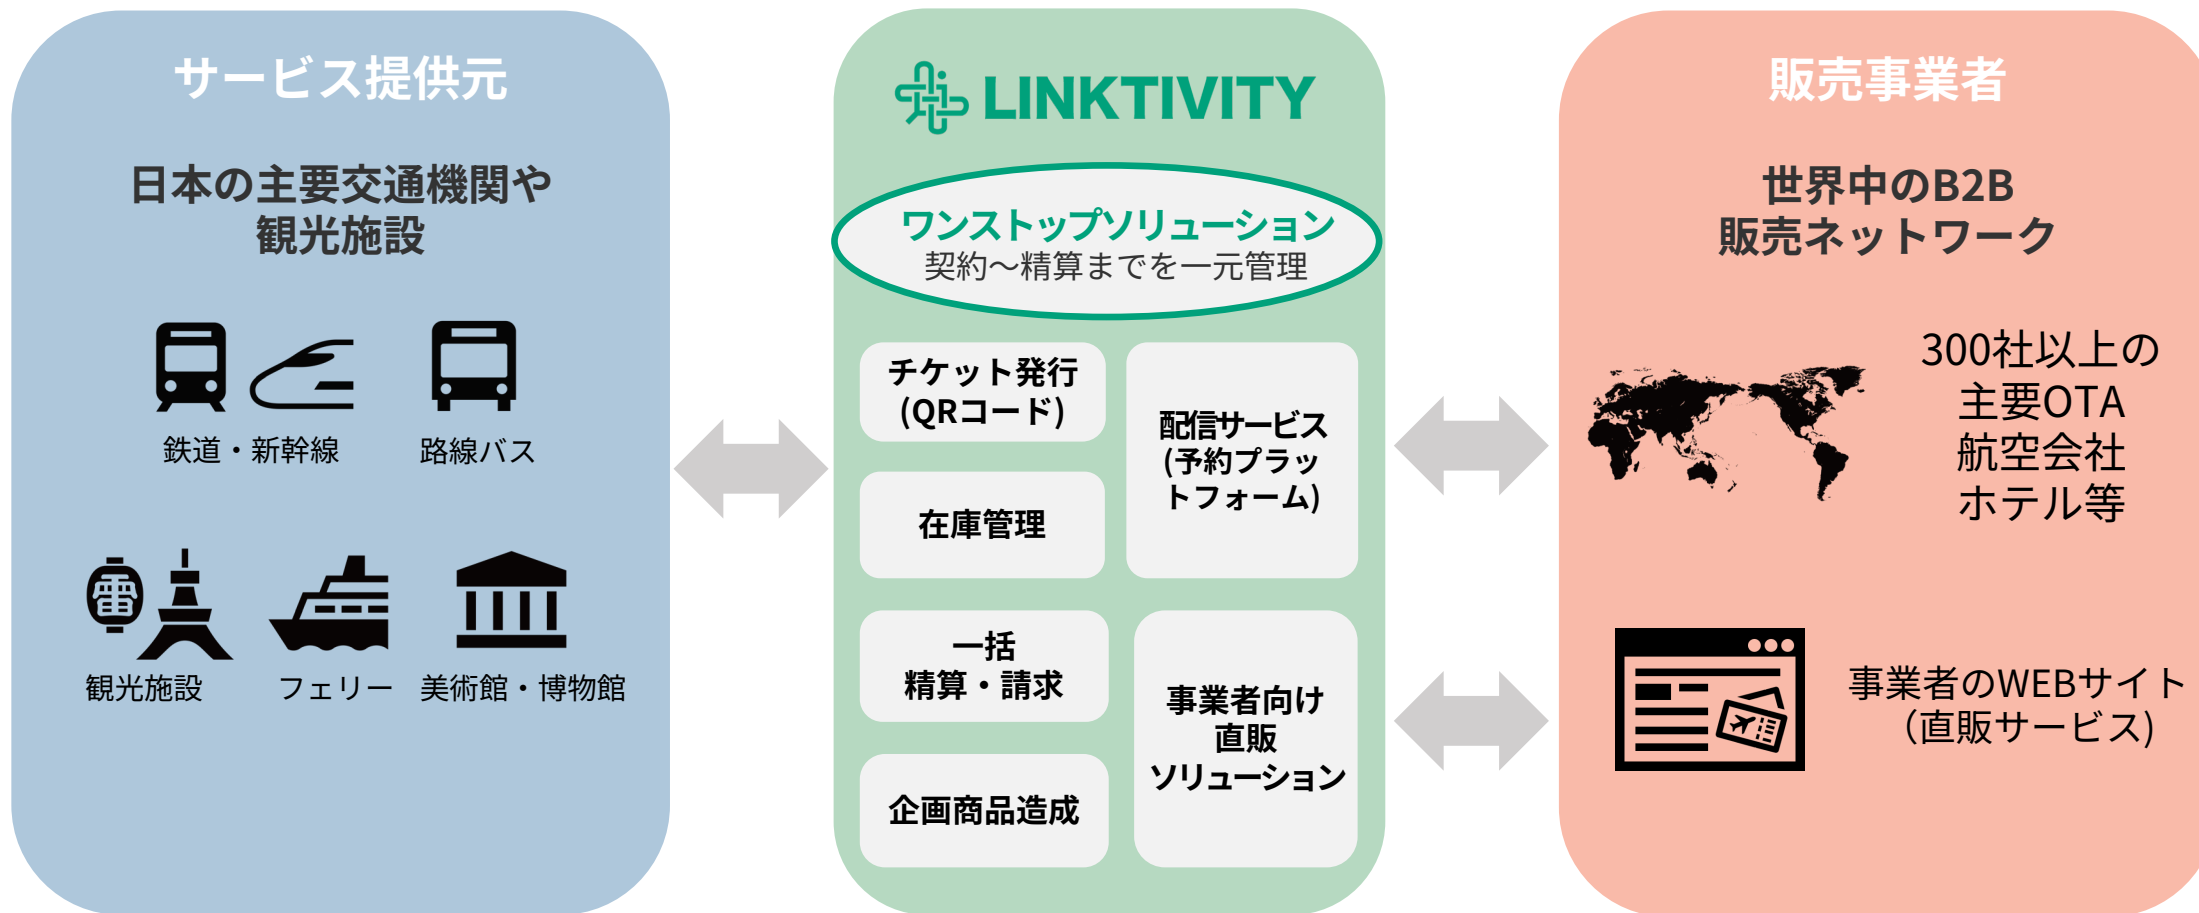 サービス提供元
日本の主要交通機関や
観光施設
鉄道・新幹線
路線バス
電
観光施設
フェリー
美術館・博物館
LINKTIVITY
ワンストップソリューション
契約～精算までを一元管理
チケット発行
(QRコード)
在庫管理
配信サービス
(予約プラッ
トフォーム)
一括
精算・請求
企画商品造成
事業者向け
直販
ソリューション
販売事業者
世界中のB2B
販売ネットワーク
300社以上の
主要OTA
航空会社
ホテル等
事業者のWEBサイト
（直販サービス)